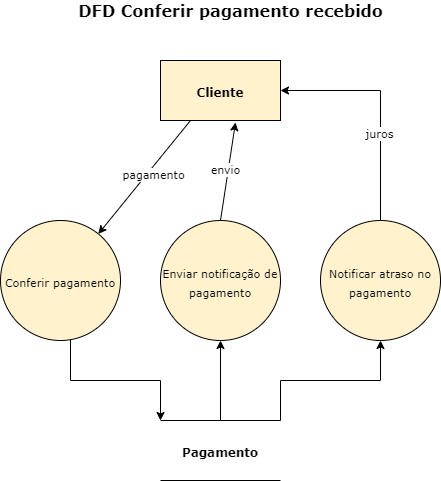 DFD Conferir pagamento recebido
Cliente
juros
pagamento
envio
Conferir pagamento
Enviar notificação de
pagamento
Notificar atraso no
pagamento
Pagamento